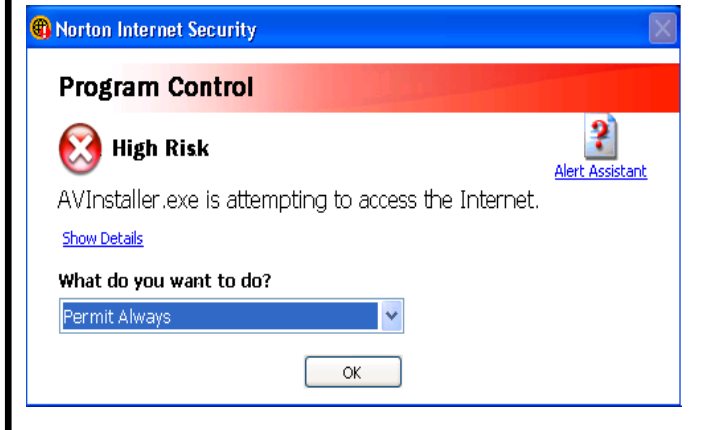 Norton Internet Security
Program Control
High Risk
Alert Assistant
AVInstaller.exe is attempting to access the Internet.
Show Details
What do you want to do?
Permit Always
OK